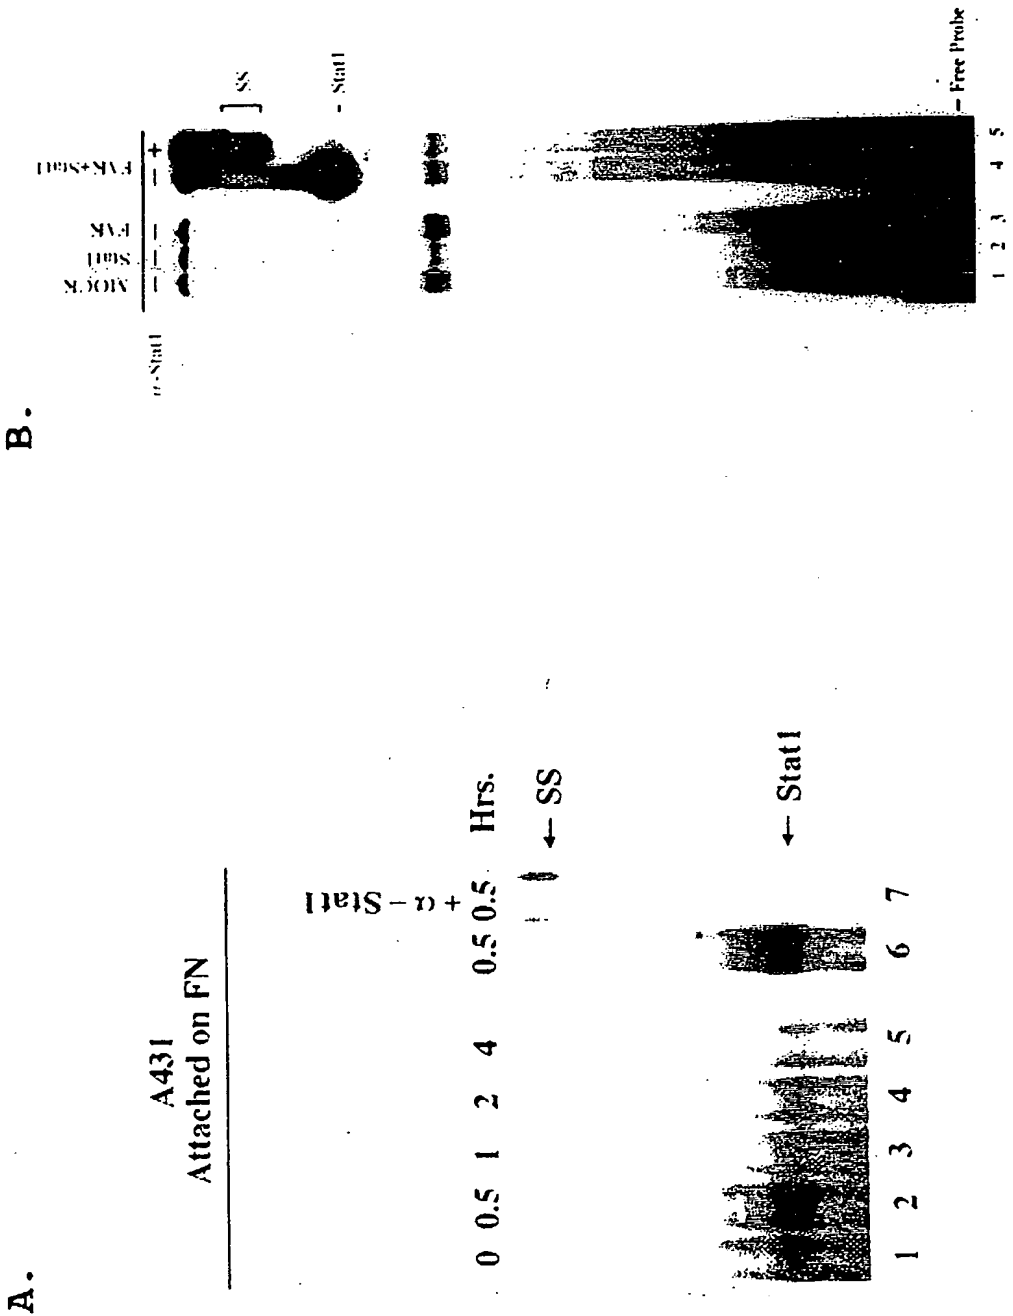 A.
A431
Attached on FN
+ α – Stat1
0 0.5 1 2 4 0.5 0.5 Hrs.
← SS
← Stat1
1 2 3 4 5 6 7
B.
MOCK
Stat1
FAK
FAK+Stat1
α-Stat1 – – – – +
SS
- Stat1
– Free Probe
1 2 3 4 5